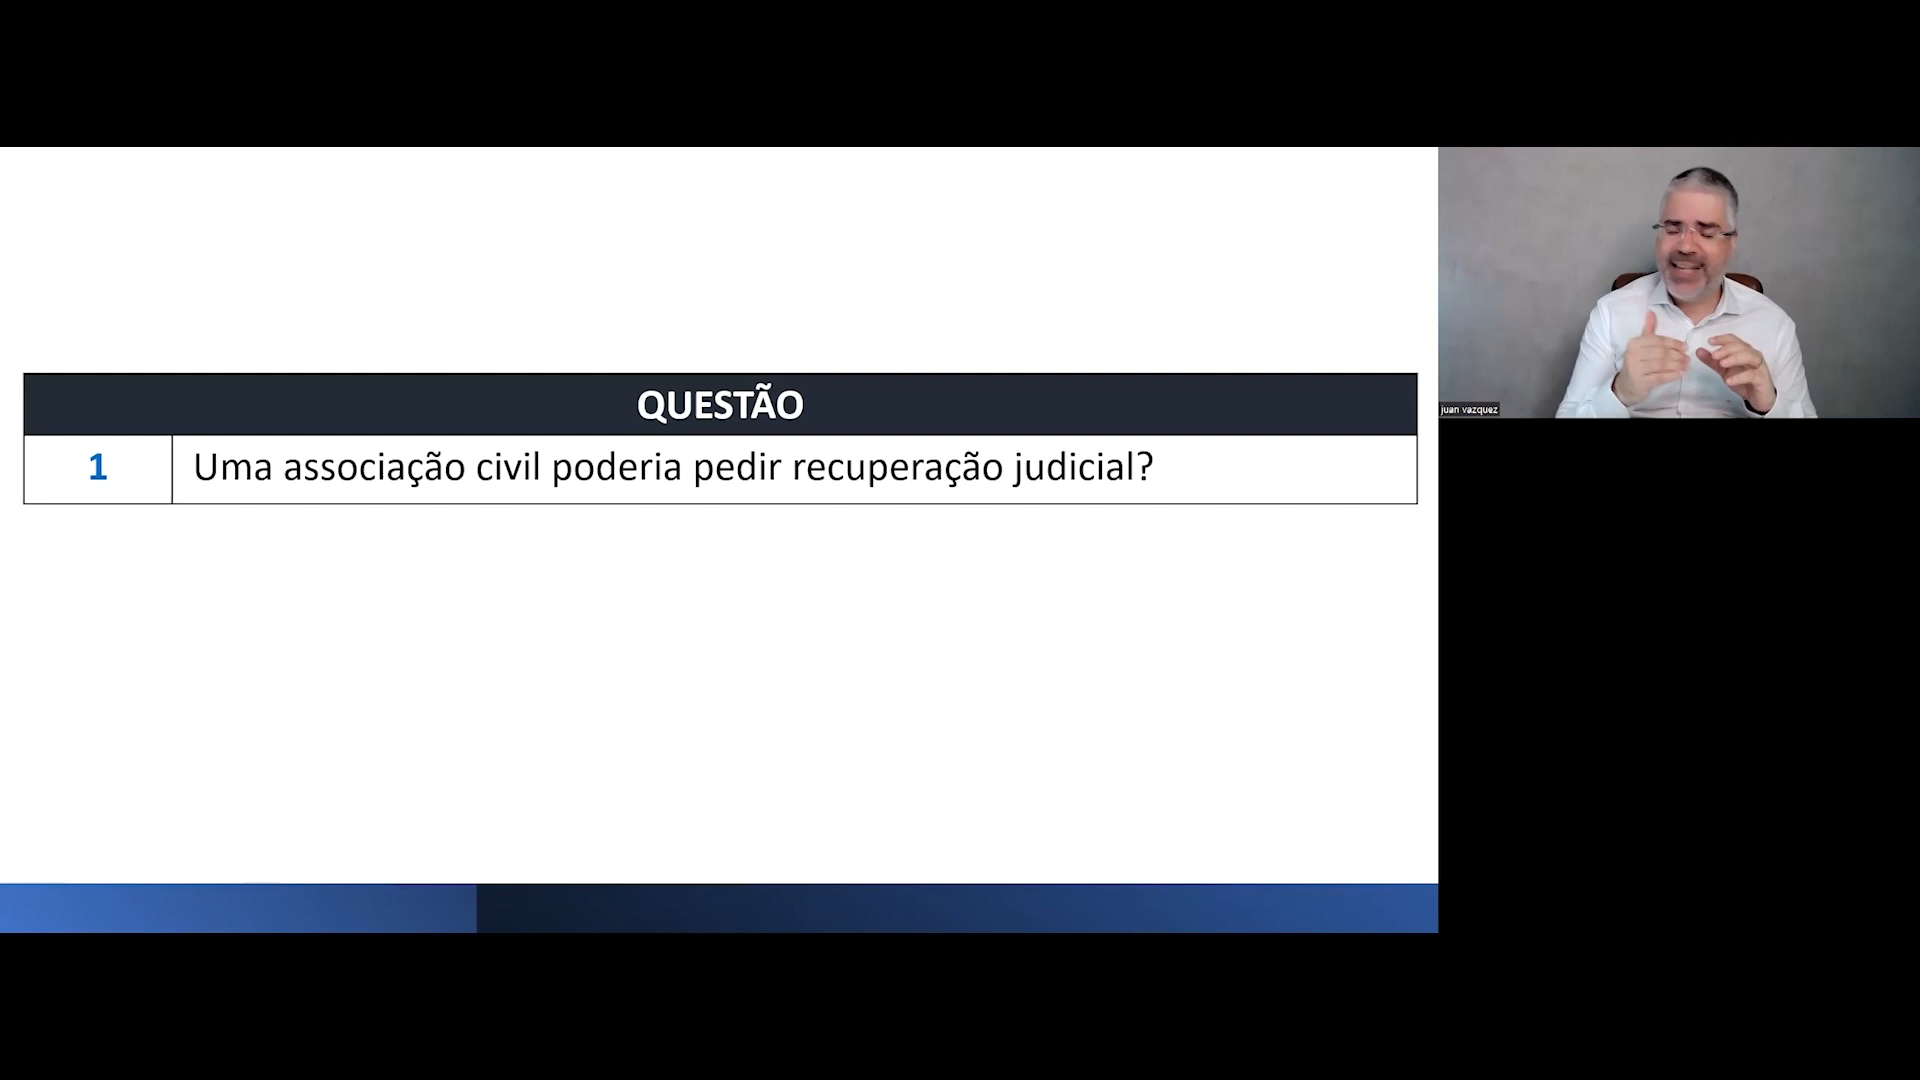 QUESTÃO
1 Uma associação civil poderia pedir recuperação judicial?
juan vazquez